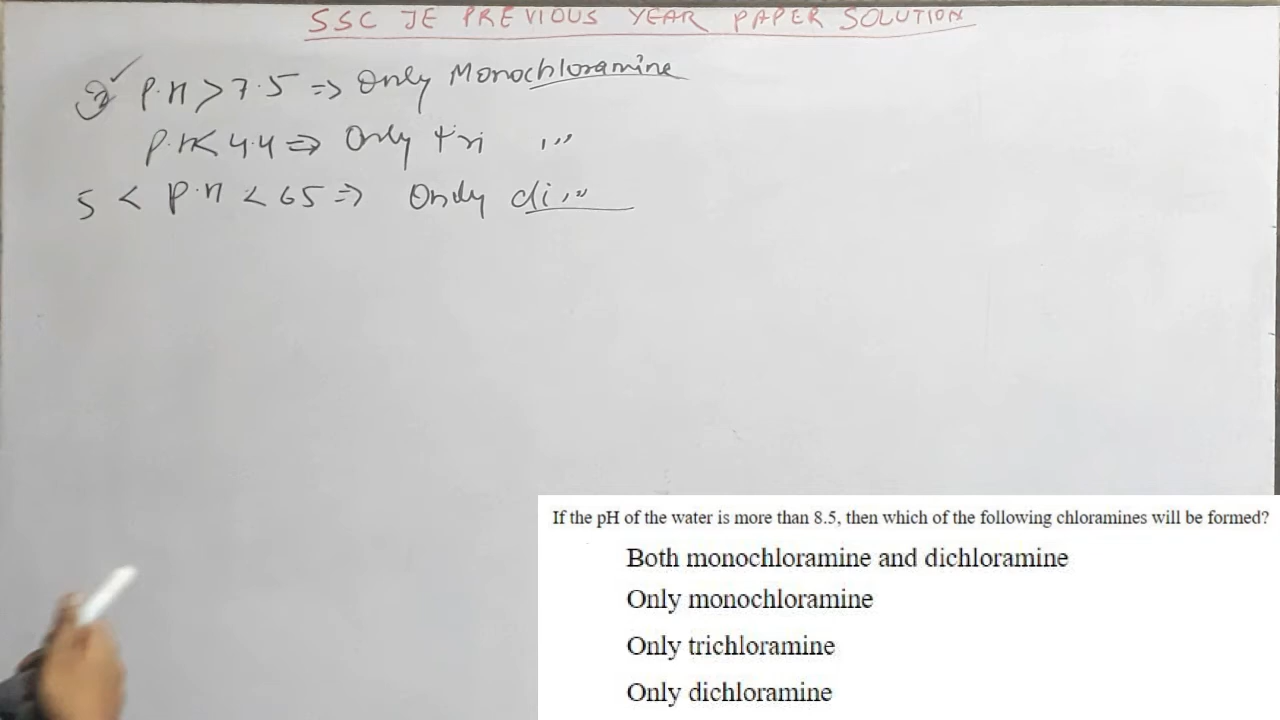 SSC JE PREVIOUS YEAR PAPER SOLUTION
P.H > 7.5 => Only Monochloramine
P.H < 4.4 => Only tri ,,,
5 < P.H < 65 => Only di ,,,
If the pH of the water is more than 8.5, then which of the following chloramines will be formed?
Both monochloramine and dichloramine
Only monochloramine
Only trichloramine
Only dichloramine